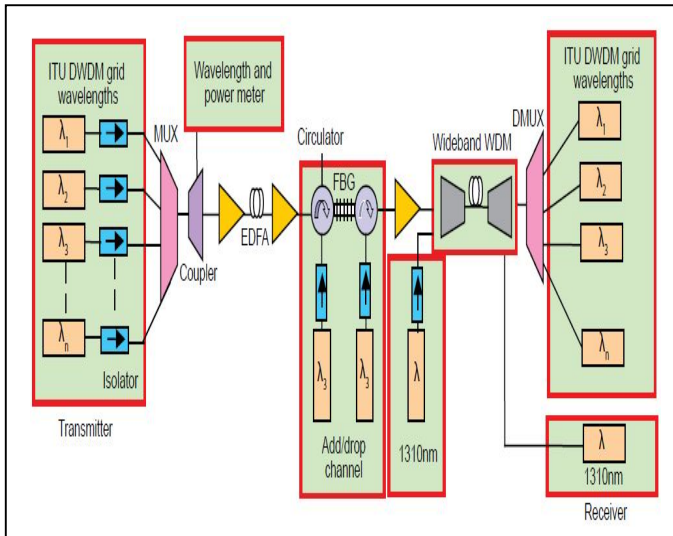 ITU DWDM grid
wavelengths
λ1
λ2
λ3
λn
Isolator
Transmitter
MUX
Coupler
Wavelength and
power meter
EDFA
Circulator
FBG
λ3
λ3
Add/drop
channel
λ
1310nm
Wideband WDM
DMUX
ITU DWDM grid
wavelengths
λ1
λ2
λ3
λn
λ
1310nm
Receiver